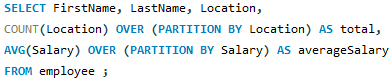 SELECT FirstName, LastName, Location,
COUNT(Location) OVER (PARTITION BY Location) AS total,
AVG(Salary) OVER (PARTITION BY Salary) AS averageSalary
FROM employee ;